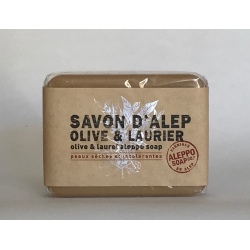 SAVON D'ALEP
OLIVE & LAURIER
olive & laurel aleppo soap
peaux sèches et intolérantes
ALEPPO
SOAP